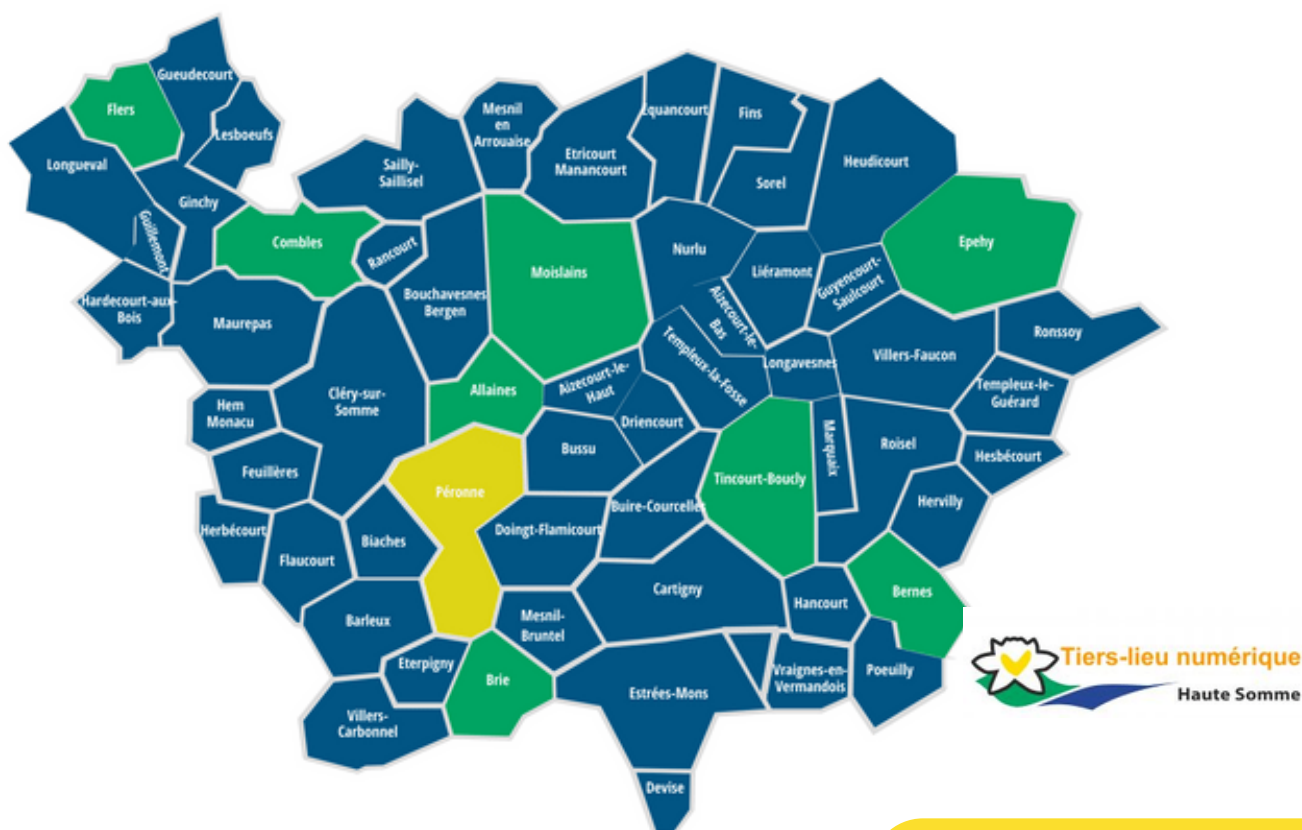 Gueudecourt
Flers
Lesboeufs
Longueval
Ginchy
Guillemont
Mesnil
en
Arrouaise
Equancourt
Fins
Sailly-
Saillisel
Etricourt
Manancourt
Sorel
Heudicourt
Combles
Rancourt
Moislains
Nurlu
Epehy
Liéramont
Guyencourt-
Saulcourt
Hardecourt-aux-
Bois
Maurepas
Bouchavesnes
Bergen
Aizecourt-le-
Bas
Ronssoy
Templeux-la-Fosse
Longavesnes
Villers-Faucon
Cléry-sur-
Somme
Allaines
Aizecourt-le-
Haut
Templeux-le-
Guérard
Hem
Monacu
Driencourt
Marquaix
Roisel
Bussu
Hesbécourt
Feuillères
Péronne
Tincourt-Boucly
Hervilly
Herbécourt
Biaches
Doingt-Flamicourt
Buire-Courcelles
Flaucourt
Cartigny
Hancourt
Bernes
Barleux
Mesnil-
Bruntel
Eterpigny
Brie
Estrées-Mons
Vraignes-en-
Vermandois
Poeuilly
Villers-
Carbonnel
Devise
Tiers-lieu numérique
Haute Somme